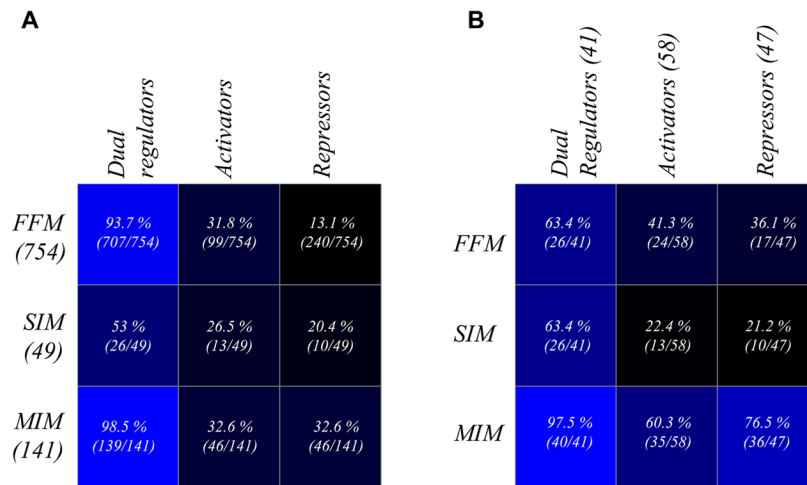 A
Dual
regulators
Activators
Repressors
FFM
(754)
93.7 %
(707/754)
31.8 %
(99/754)
13.1 %
(240/754)
SIM
(49)
53 %
(26/49)
26.5 %
(13/49)
20.4 %
(10/49)
MIM
(141)
98.5 %
(139/141)
32.6 %
(46/141)
32.6 %
(46/141)
B
Dual
Regulators (41)
Activators (58)
Repressors (47)
FFM
63.4 %
(26/41)
41.3 %
(24/58)
36.1 %
(17/47)
SIM
63.4 %
(26/41)
22.4 %
(13/58)
21.2 %
(10/47)
MIM
97.5 %
(40/41)
60.3 %
(35/58)
76.5 %
(36/47)